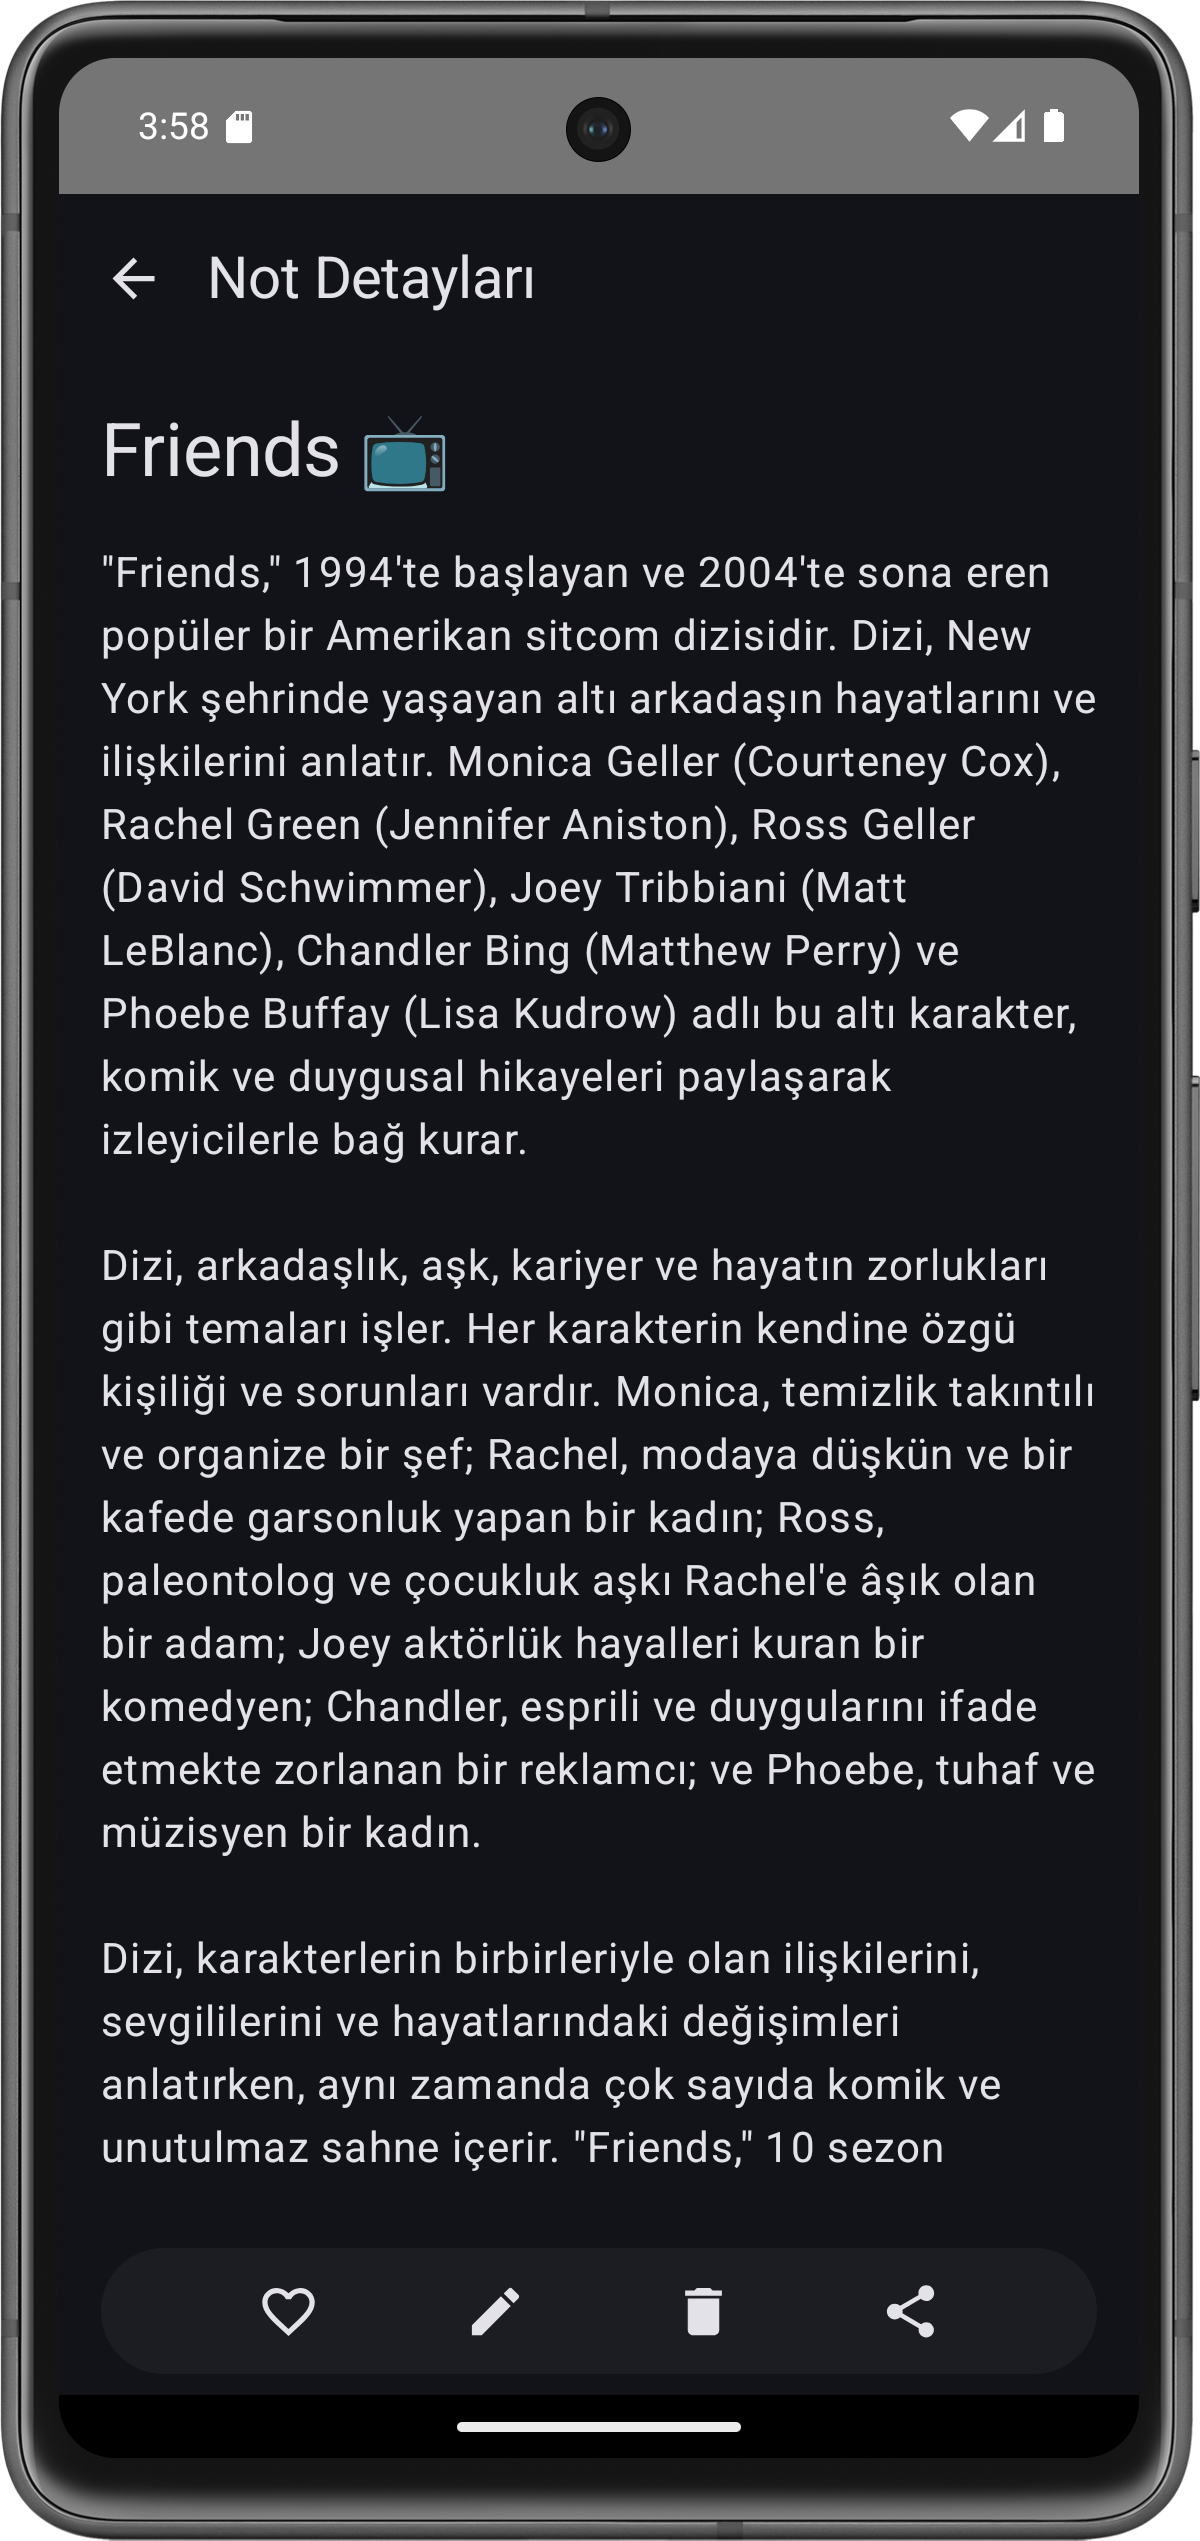 3:58
Not Detayları
Friends 📺
"Friends," 1994'te başlayan ve 2004'te sona eren
popüler bir Amerikan sitcom dizisidir. Dizi, New
York şehrinde yaşayan altı arkadaşın hayatlarını ve
ilişkilerini anlatır. Monica Geller (Courteney Cox),
Rachel Green (Jennifer Aniston), Ross Geller
(David Schwimmer), Joey Tribbiani (Matt
LeBlanc), Chandler Bing (Matthew Perry) ve
Phoebe Buffay (Lisa Kudrow) adlı bu altı karakter,
komik ve duygusal hikayeleri paylaşarak
izleyicilerle bağ kurar.
Dizi, arkadaşlık, aşk, kariyer ve hayatın zorlukları
gibi temaları işler. Her karakterin kendine özgü
kişiliği ve sorunları vardır. Monica, temizlik takıntılı
ve organize bir şef; Rachel, modaya düşkün ve bir
kafede garsonluk yapan bir kadın; Ross,
paleontolog ve çocukluk aşkı Rachel'e âşık olan
bir adam; Joey aktörlük hayalleri kuran bir
komedyen; Chandler, esprili ve duygularını ifade
etmekte zorlanan bir reklamcı; ve Phoebe, tuhaf ve
müzisyen bir kadın.
Dizi, karakterlerin birbirleriyle olan ilişkilerini,
sevgililerini ve hayatlarındaki değişimleri
anlatırken, aynı zamanda çok sayıda komik ve
unutulmaz sahne içerir. "Friends," 10 sezon